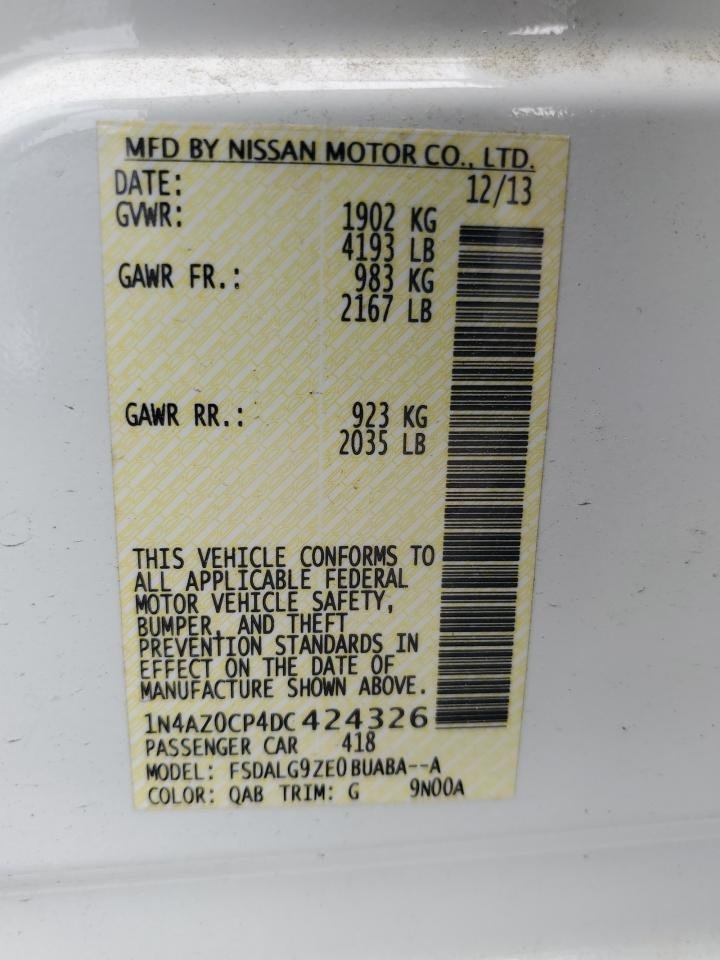 MFD BY NISSAN MOTOR CO., LTD.
DATE: 12/13
GVWR: 1902 KG
4193 LB
GAWR FR.: 983 KG
2167 LB
GAWR RR.: 923 KG
2035 LB
THIS VEHICLE CONFORMS TO
ALL APPLICABLE FEDERAL
MOTOR VEHICLE SAFETY,
BUMPER, AND THEFT
PREVENTION STANDARDS IN
EFFECT ON THE DATE OF
MANUFACTURE SHOWN ABOVE.
1N4AZ0CP4DC424326
PASSENGER CAR 418
MODEL: FSDALG9ZE0BUABA--A
COLOR: QAB TRIM: G 9N00A